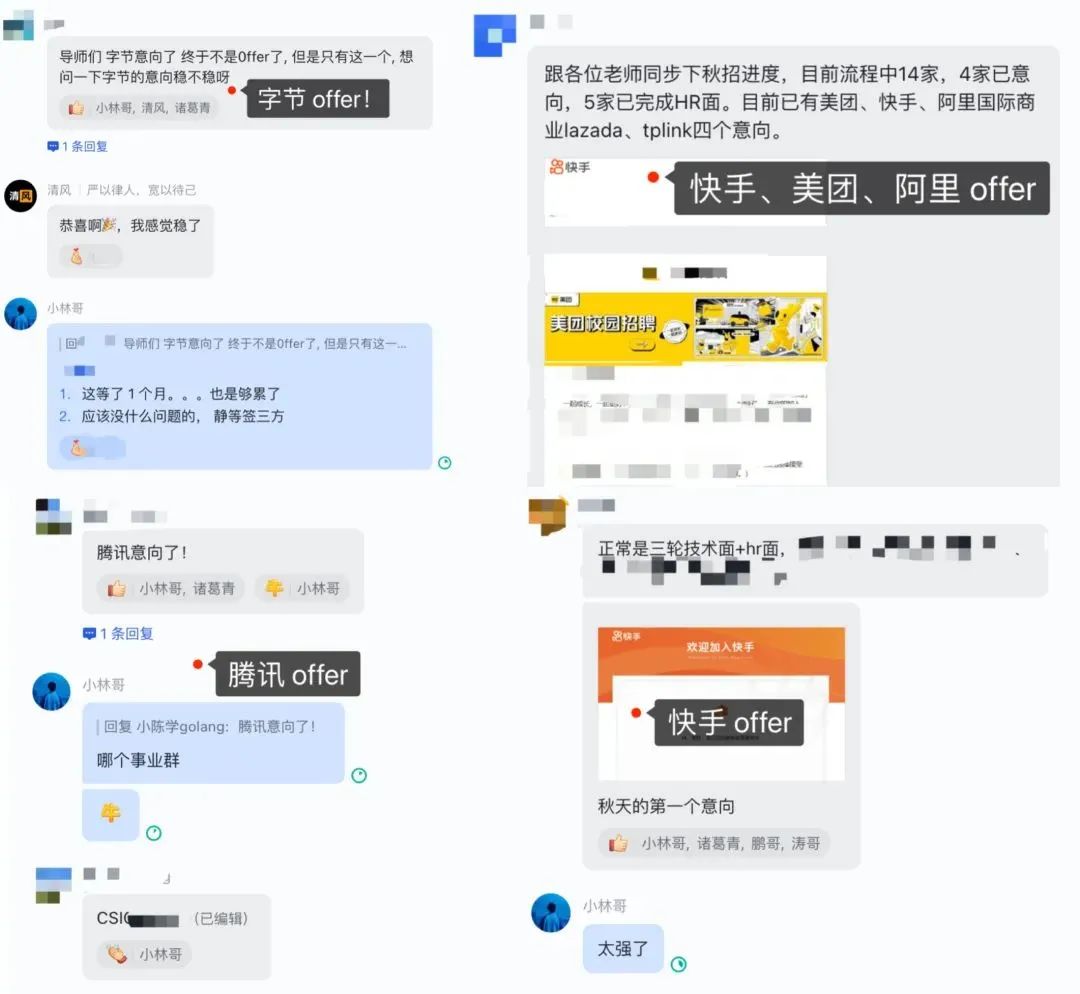 导师们 字节意向了 终于不是0ffer了, 但是只有这一个, 想
问一下字节的意向稳不稳呀
字节 offer！
小林哥, 清风, 诸葛青
1 条回复
清风
清风 | 严以律人，宽以待己
恭喜啊🎉，我感觉稳了
小林哥
导师们 字节意向了 终于不是0ffer了, 但是只有这一...
1. 这等了 1 个月。。。也是够累了
2. 应该没什么问题的， 静等签三方
跟各位老师同步下秋招进度，目前流程中14家，4家已意
向，5家已完成HR面。目前已有美团、快手、阿里国际商
业lazada、tplink四个意向。
快手
快手、美团、阿里 offer
美团
美团校园招聘
腾讯意向了！
小林哥, 诸葛青 小林哥
1 条回复
腾讯 offer
小林哥
回复 小陈学golang: 腾讯意向了！
哪个事业群
牛
CSI （已编辑）
小林哥
正常是三轮技术面+hr面，
快手
欢迎加入快手
快手 offer
秋天的第一个意向
小林哥, 诸葛青, 鹏哥, 涛哥
小林哥
太强了